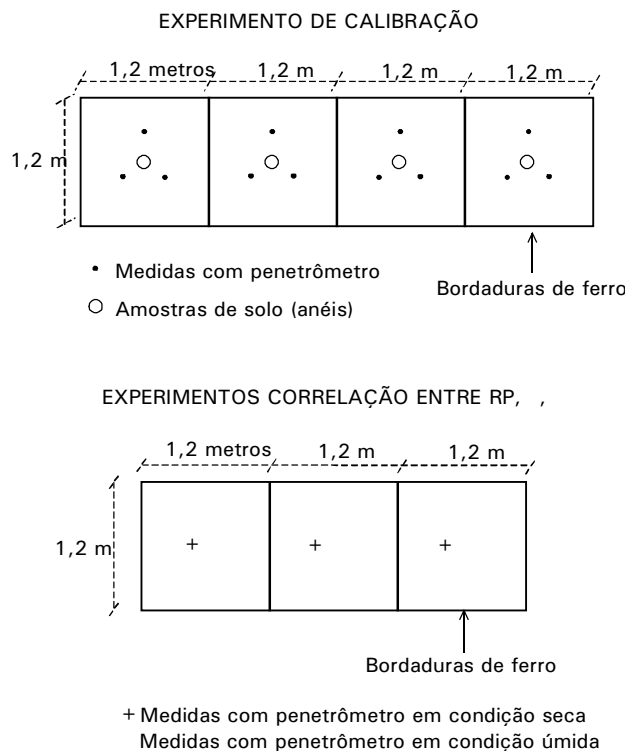 EXPERIMENTO DE CALIBRAÇÃO
1,2 metros 1,2 m 1,2 m 1,2 m
1,2 m
• Medidas com penetrômetro
Bordaduras de ferro
○ Amostras de solo (anéis)
EXPERIMENTOS CORRELAÇÃO ENTRE RP, ,
1,2 metros 1,2 m 1,2 m
1,2 m
+ + +
Bordaduras de ferro
+ Medidas com penetrômetro em condição seca
Medidas com penetrômetro em condição úmida